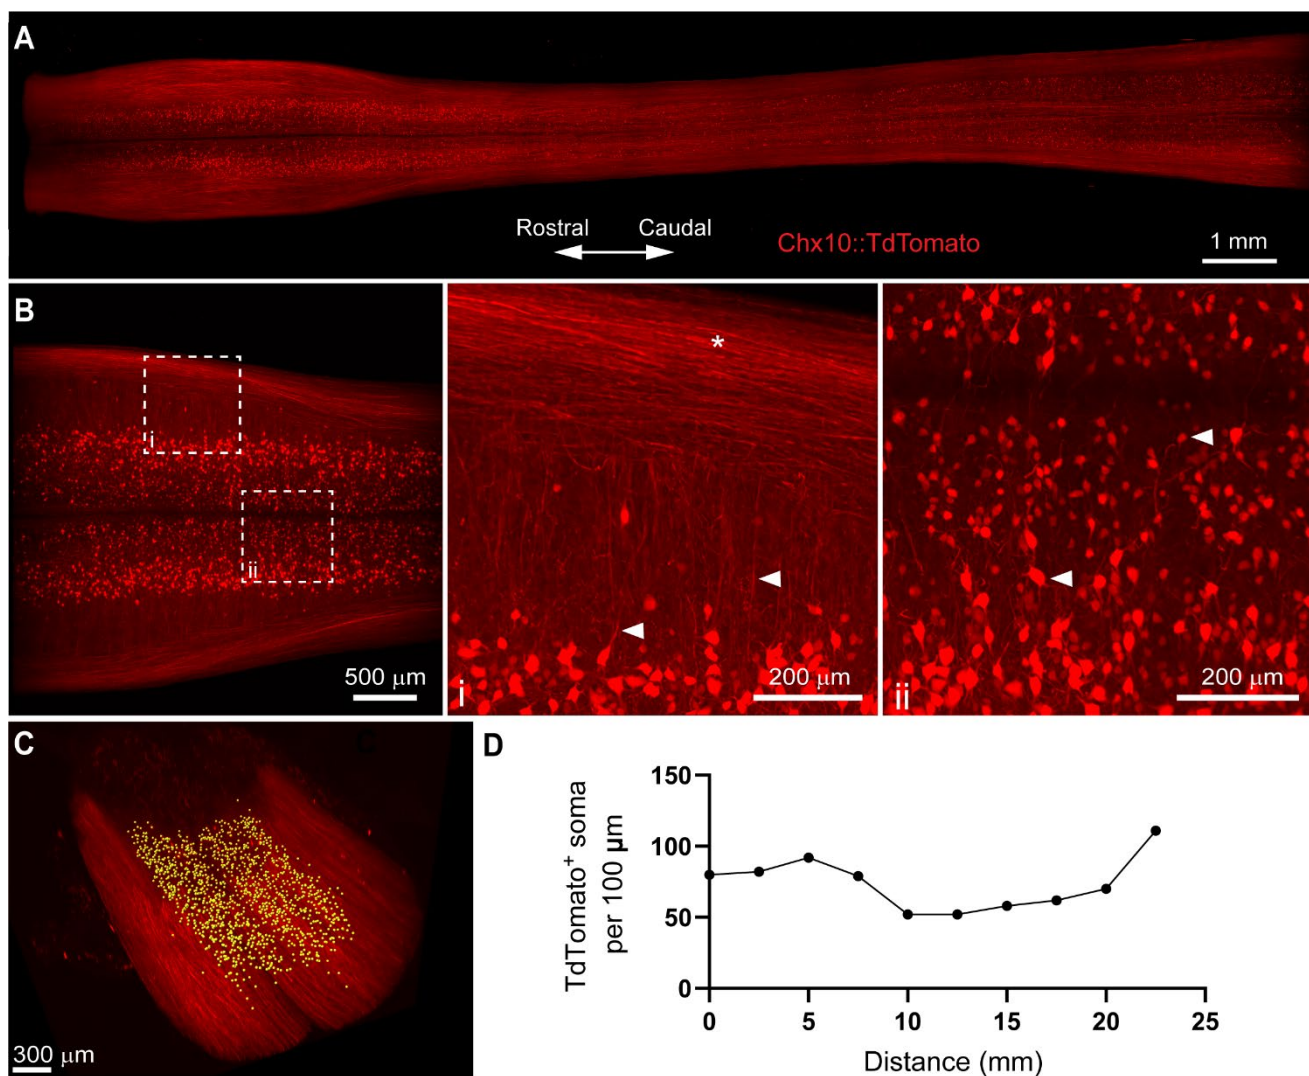 A
Rostral Caudal
Chx10::TdTomato
1 mm
B
i
ii
500 μm
*
i
200 μm
ii
200 μm
C
300 μm
D
TdTomato+ soma
per 100 μm
150
100
50
0
0 5 10 15 20 25
Distance (mm)